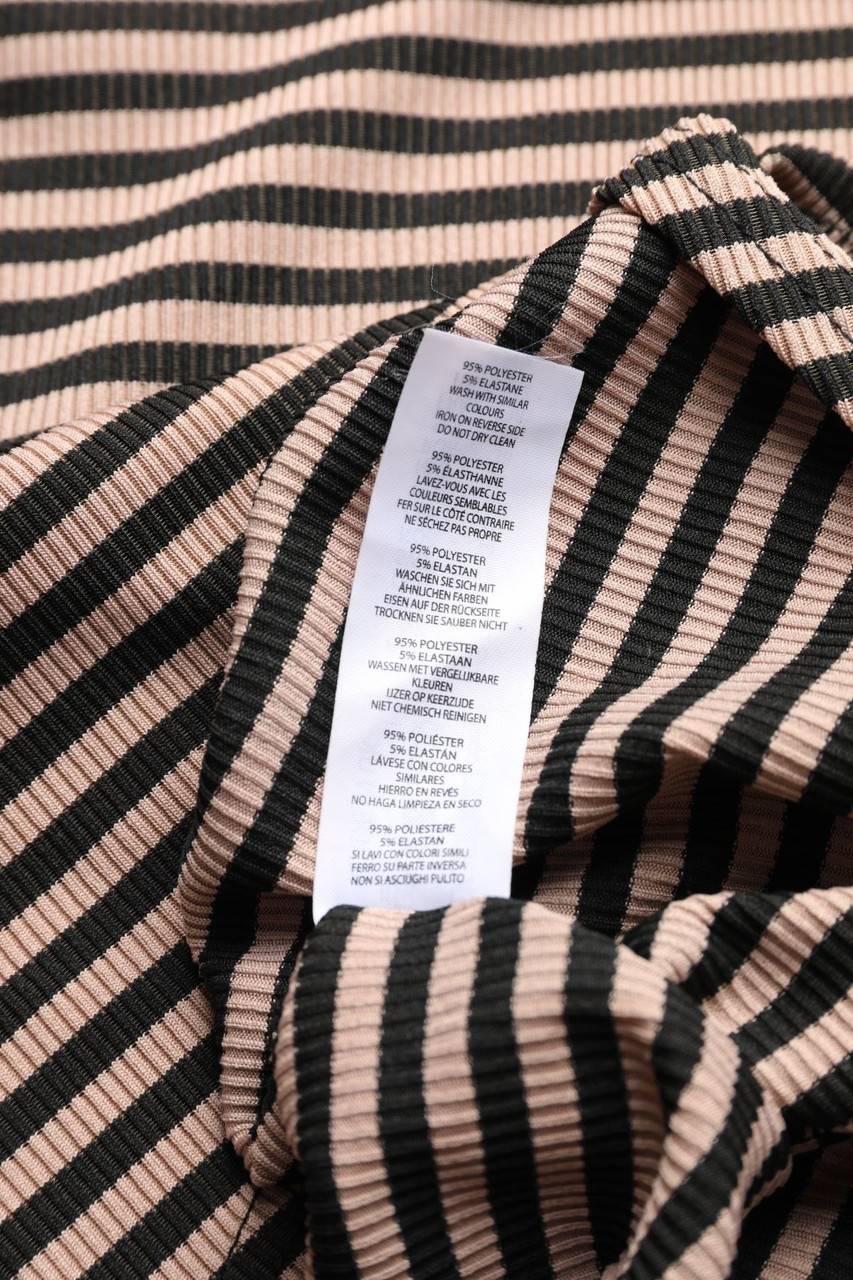 95% POLYESTER
5% ELASTANE
WASH WITH SIMILAR
COLOURS
IRON ON REVERSE SIDE
DO NOT DRY CLEAN
95% POLYESTER
5% ÉLASTHANNE
LAVEZ-VOUS AVEC LES
COULEURS SEMBLABLES
FER SUR LE CÔTÉ CONTRAIRE
NE SÉCHEZ PAS PROPRE
95% POLYESTER
5% ELASTAN
WASCHEN SIE SICH MIT
ÄHNLICHEN FARBEN
EISEN AUF DER RÜCKSEITE
TROCKNEN SIE SAUBER NICHT
95% POLYESTER
5% ELASTAAN
WASSEN MET VERGELIJKBARE
KLEUREN
IJZER OP KEERZIJDE
NIET CHEMISCH REINIGEN
95% POLIÉSTER
5% ELASTÁN
LÁVESE CON COLORES
SIMILARES
HIERRO EN REVÉS
NO HAGA LIMPIEZA EN SECO
95% POLIESTERE
5% ELASTAN
SI LAVI CON COLORI SIMILI
FERRO SU PARTE INVERSA
NON SI ASCIUGHI PULITO